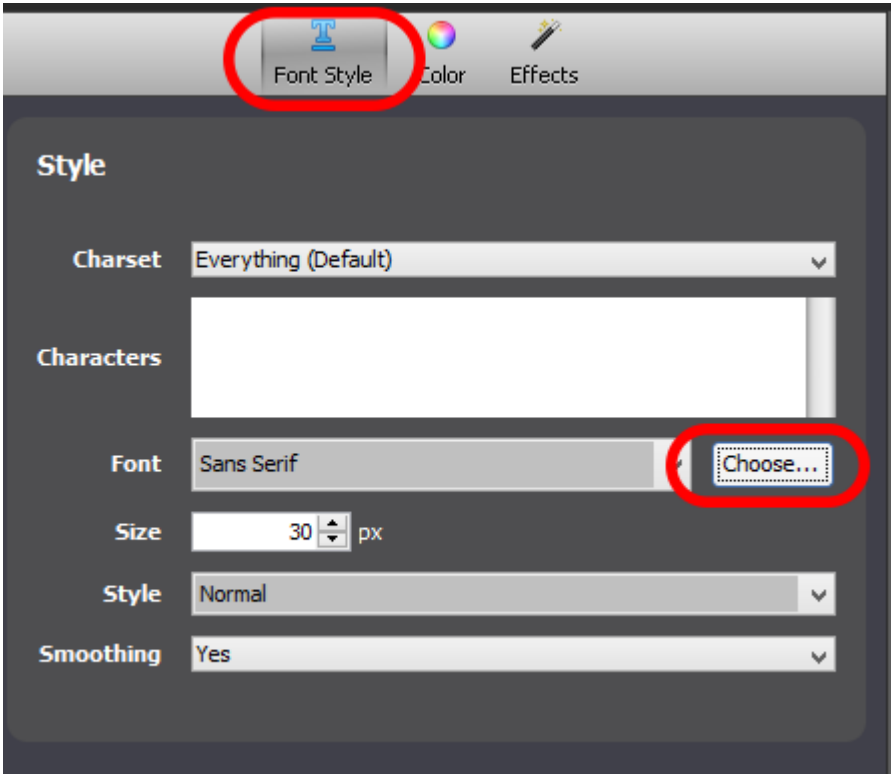 Font Style Color Effects
Style
Charset Everything (Default)
Characters
Font Sans Serif Choose...
Size 30 px
Style Normal
Smoothing Yes